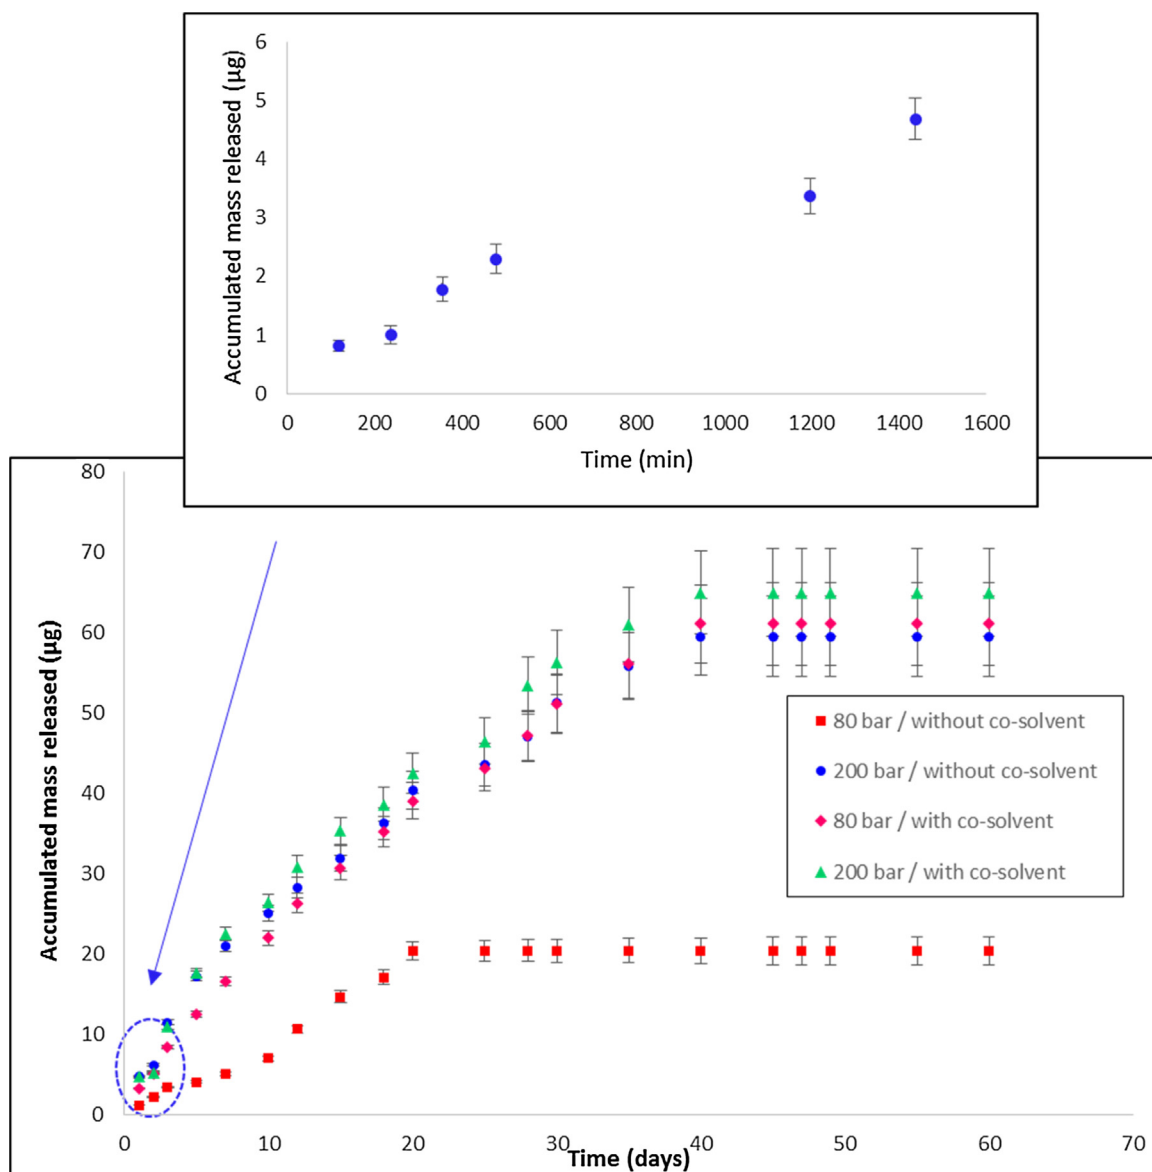 Accumulated mass released (µg)
6
5
4
3
2
1
0
0 200 400 600 800 1000 1200 1400 1600
Time (min)
Accumulated mass released (µg)
80
70
60
50
40
30
20
10
0
80 bar / without co-solvent
200 bar / without co-solvent
80 bar / with co-solvent
200 bar / with co-solvent
0 10 20 30 40 50 60 70
Time (days)